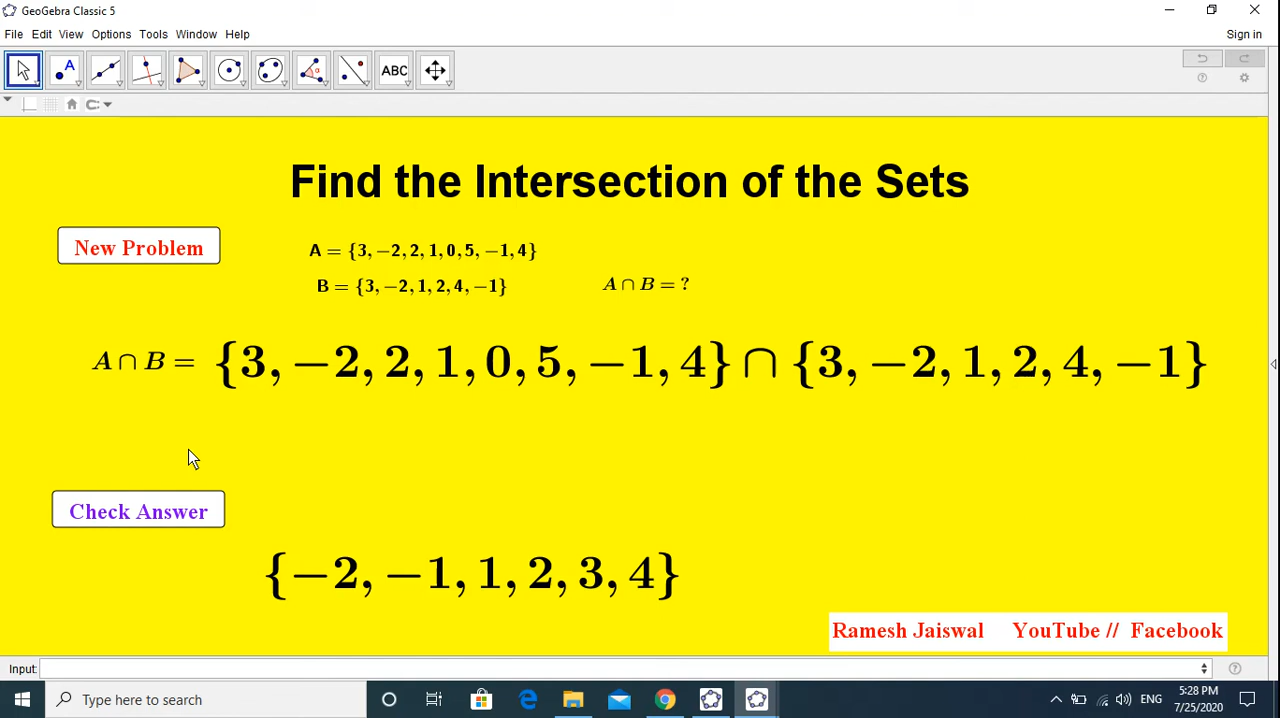 GeoGebra Classic 5
File Edit View Options Tools Window Help Sign in
A ABC
Find the Intersection of the Sets
New Problem
A = {3, −2, 2, 1, 0, 5, −1, 4}
B = {3, −2, 1, 2, 4, −1} A ∩ B = ?
A ∩ B = {3, −2, 2, 1, 0, 5, −1, 4} ∩ {3, −2, 1, 2, 4, −1}
Check Answer
{−2, −1, 1, 2, 3, 4}
Ramesh Jaiswal YouTube // Facebook
Input:
Type here to search
ENG
5:28 PM
7/25/2020